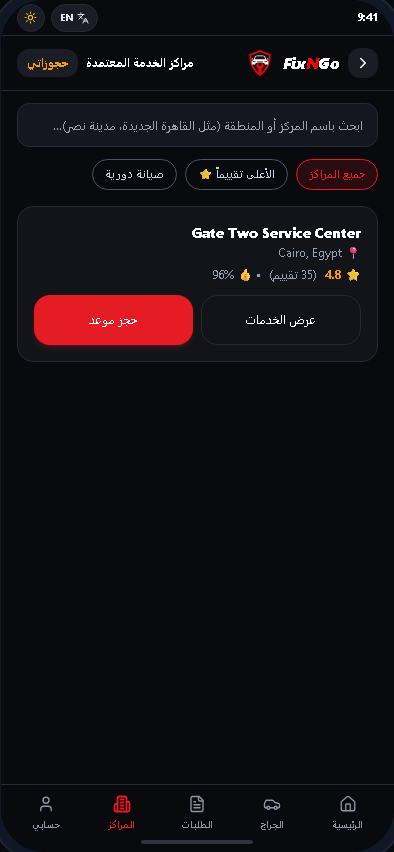 9:41
EN
FixNGo
مراكز الخدمة المعتمدة
حجوزاتي
ابحث باسم المركز أو المنطقة (مثل القاهرة الجديدة، مدينة نصر)...
جميع المراكز
الأعلى تقييماً ⭐
صيانة دورية
Gate Two Service Center
📍 Cairo, Egypt
⭐ 4.8 (35 تقييم) • 👍 96%
عرض الخدمات
حجز موعد
الرئيسية
الجراج
الطلبات
المراكز
حسابي